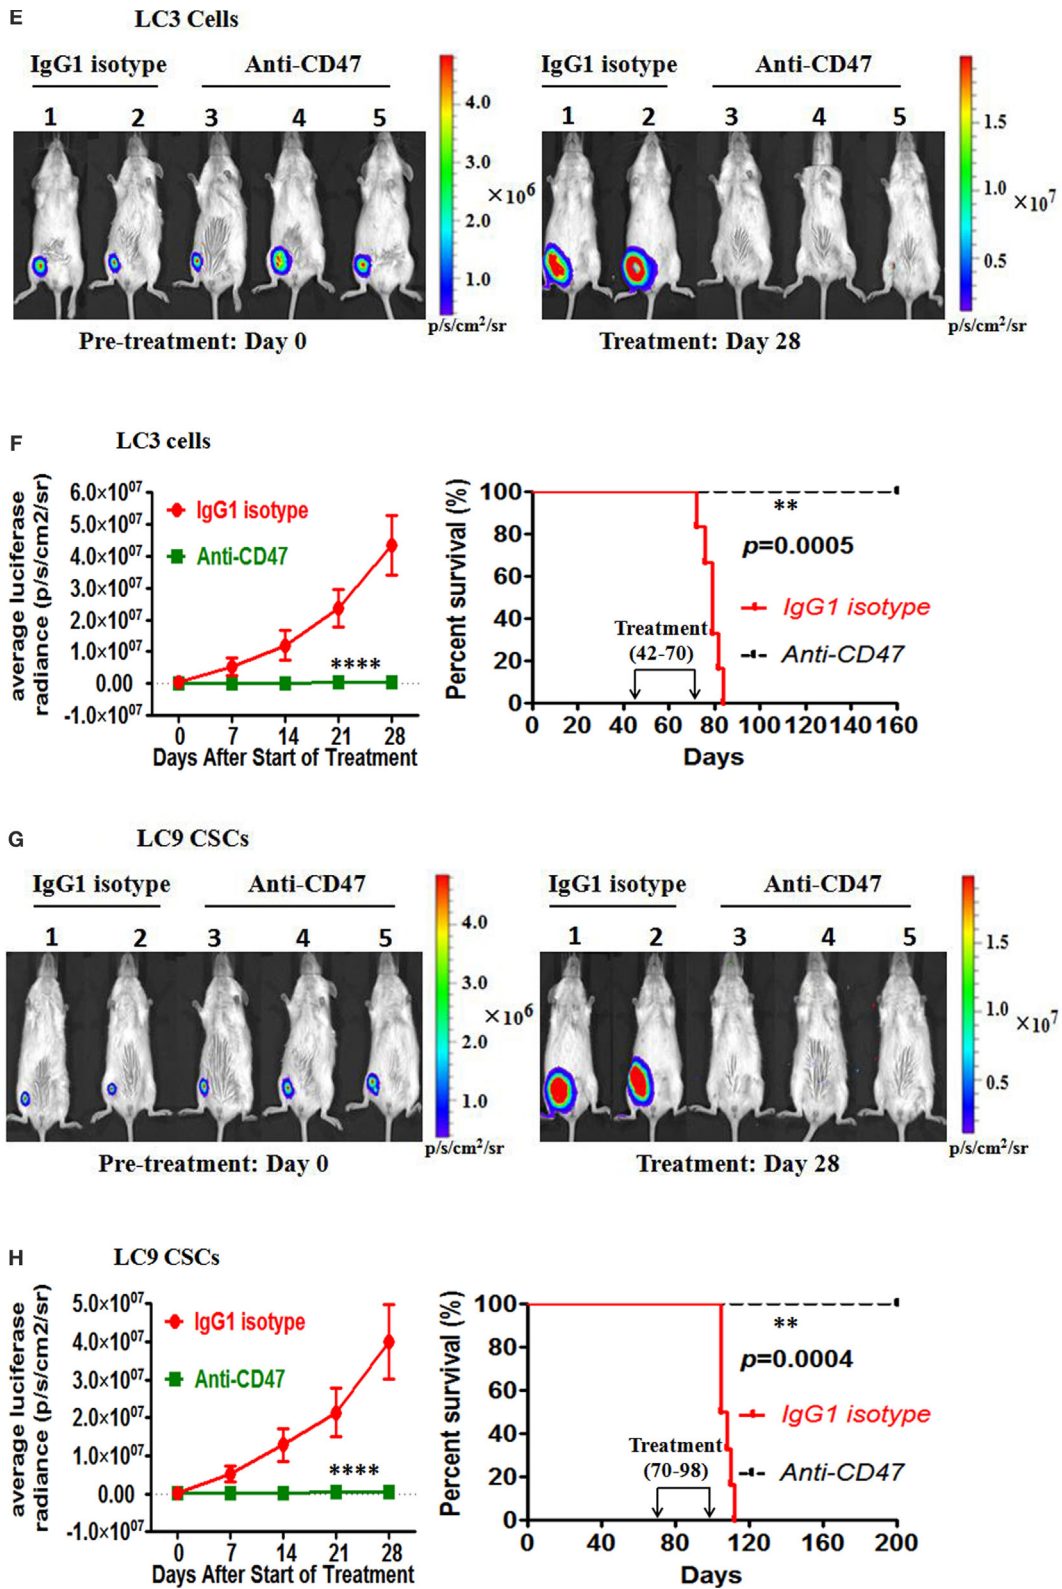 E
LC3 Cells
IgG1 isotype Anti-CD47
1 2 3 4 5
4.0
3.0
2.0
1.0
×10⁶
p/s/cm²/sr
Pre-treatment: Day 0
IgG1 isotype Anti-CD47
1 2 3 4 5
1.5
1.0
0.5
×10⁷
p/s/cm²/sr
Treatment: Day 28
F
LC3 cells
average luciferase
radiance (p/s/cm2/sr)
6.0×10⁰⁷
5.0×10⁰⁷
4.0×10⁰⁷
3.0×10⁰⁷
2.0×10⁰⁷
1.0×10⁰⁷
0.00
-1.0×10⁰⁷
IgG1 isotype
Anti-CD47
****
0 7 14 21 28
Days After Start of Treatment
Percent survival (%)
100
80
60
40
20
0
**
p=0.0005
IgG1 isotype
Anti-CD47
Treatment
(42-70)
0 20 40 60 80 100 120 140 160
Days
G
LC9 CSCs
IgG1 isotype Anti-CD47
1 2 3 4 5
4.0
3.0
2.0
1.0
×10⁶
p/s/cm²/sr
Pre-treatment: Day 0
IgG1 isotype Anti-CD47
1 2 3 4 5
1.5
1.0
0.5
×10⁷
p/s/cm²/sr
Treatment: Day 28
H
LC9 CSCs
average luciferase
radiance (p/s/cm2/sr)
5.0×10⁰⁷
4.0×10⁰⁷
3.0×10⁰⁷
2.0×10⁰⁷
1.0×10⁰⁷
0.00
-1.0×10⁰⁷
IgG1 isotype
Anti-CD47
****
0 7 14 21 28
Days After Start of Treatment
Percent survival (%)
100
80
60
40
20
0
**
p=0.0004
IgG1 isotype
Anti-CD47
Treatment
(70-98)
0 40 80 120 160 200
Days